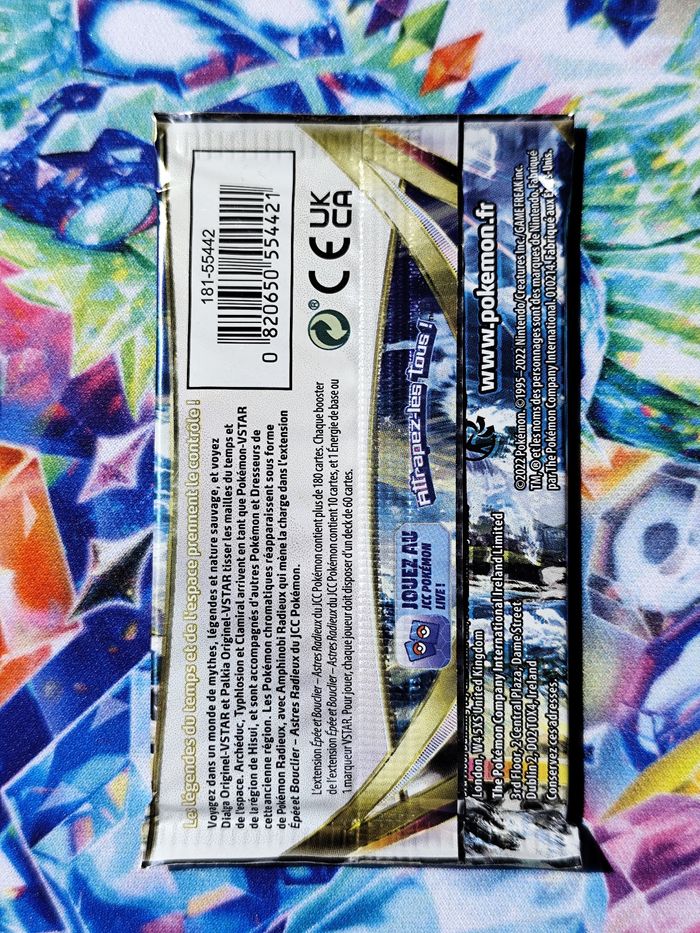 Les légendes du temps et de l'espace prennent le contrôle !
Voyagez dans un monde de mythes, légendes et nature sauvage, et voyez
Dialga Originel-VSTAR et Palkia Originel-VSTAR tisser les mailles du temps et
de l'espace. Archéduc, Typhlosion et Clamiral arrivent en tant que Pokémon-VSTAR
de la région de Hisui, et sont accompagnés d'autres Pokémon et Dresseurs de
cette ancienne région. Les Pokémon chromatiques réapparaissent sous forme
de Pokémon Radieux, avec Amphinobi Radieux qui mène la charge dans l'extension
Épée et Bouclier – Astres Radieux du JCC Pokémon.
L'extension Épée et Bouclier – Astres Radieux du JCC Pokémon contient plus de 180 cartes. Chaque booster
de l'extension Épée et Bouclier – Astres Radieux du JCC Pokémon contient 10 cartes, et 1 Énergie de base ou
1 marqueur VSTAR. Pour jouer, chaque joueur doit disposer d'un deck de 60 cartes.
181-55442
0 820650 554421
®
CE
UK
CA
JOUEZ AU
JCC POKÉMON
LIVE !
Attrapez-les Tous !
London, W4 5XS United Kingdom
The Pokémon Company International Ireland Limited
3rd Floor, 2 Central Plaza, Dame Street
Dublin 2, D02 T0X4, Ireland
Conservez ces adresses.
www.pokemon.fr
©2022 Pokémon. ©1995–2022 Nintendo/Creatures Inc./GAME FREAK inc.
TM, ® et les noms des personnages sont des marques de Nintendo. Fabriqué
par The Pokémon Company International. 010214. Fabriqué aux États-Unis.